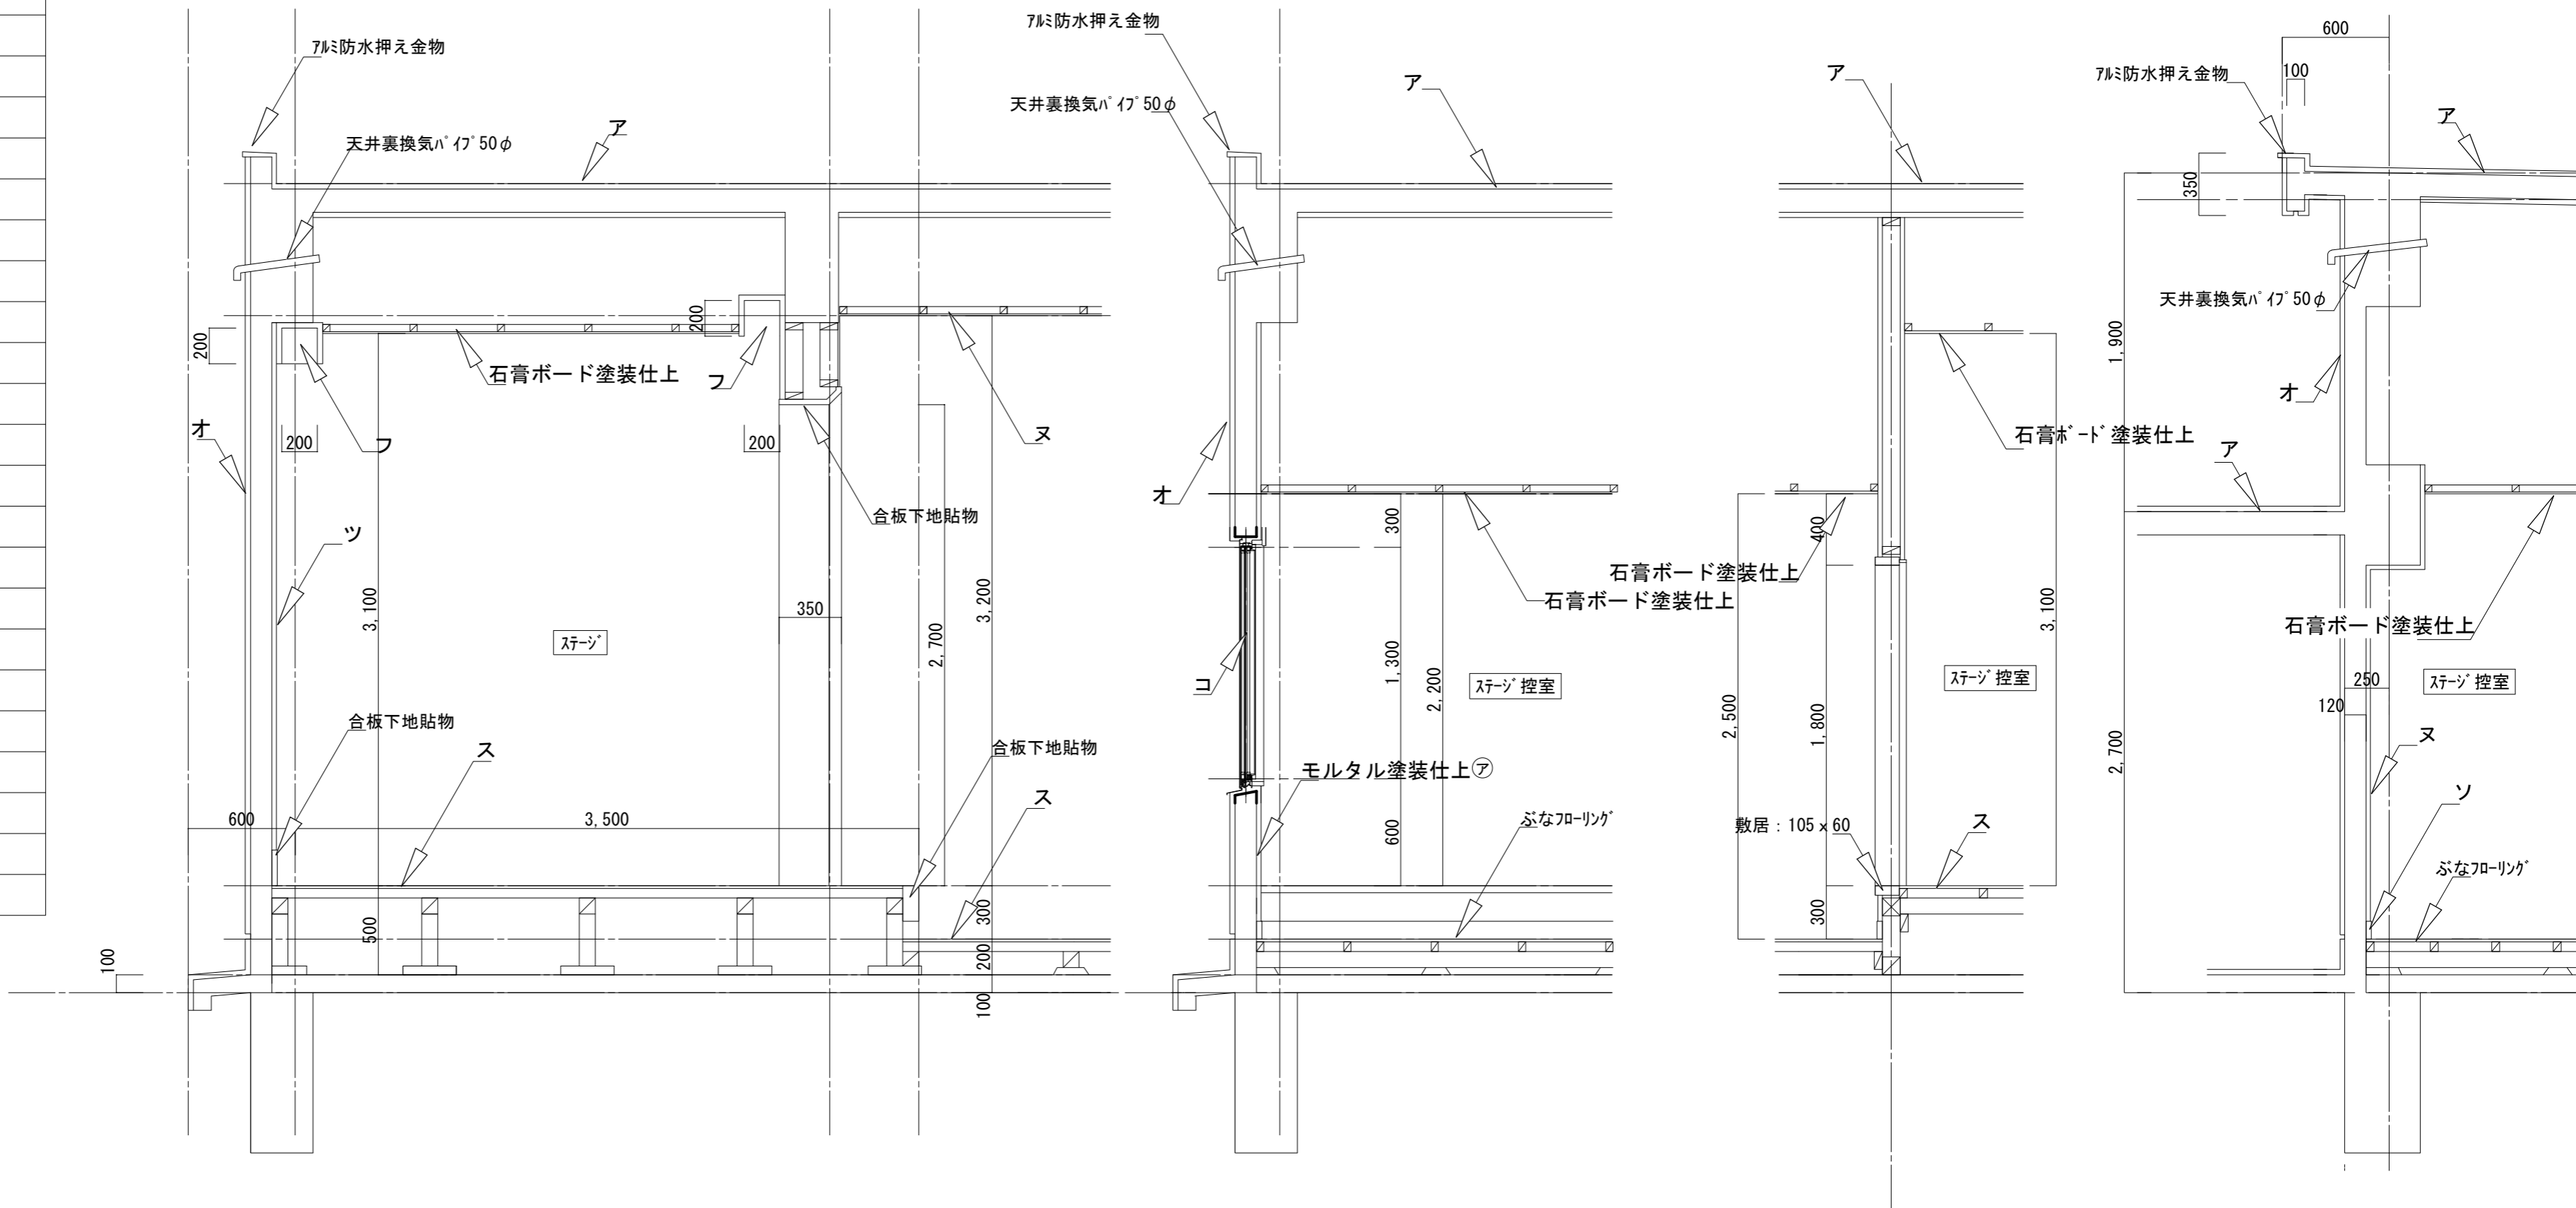 アルミ防水押え金物
天井裏換気パイプ50φ
ア
200
200
石膏ボード塗装仕上
フ
オ
200
フ
200
ヌ
合板下地貼物
ツ
3,100
350
3,200
2,700
ステージ
合板下地貼物
ス
合板下地貼物
ス
600
3,500
500
300
200
100
100
アルミ防水押え金物
天井裏換気パイプ50φ
ア
オ
300
石膏ボード塗装仕上
コ
1,300
2,200
ステージ控室
モルタル塗装仕上㋐
600
ぶなフローリング
ア
石膏ボード塗装仕上
400
石膏ボード塗装仕上
3,100
2,500
1,800
ステージ控室
敷居：105×60
ス
300
600
アルミ防水押え金物
100
ア
350
天井裏換気パイプ50φ
1,900
オ
ア
石膏ボード塗装仕上
250
ステージ控室
120
2,700
ヌ
ソ
ぶなフローリング